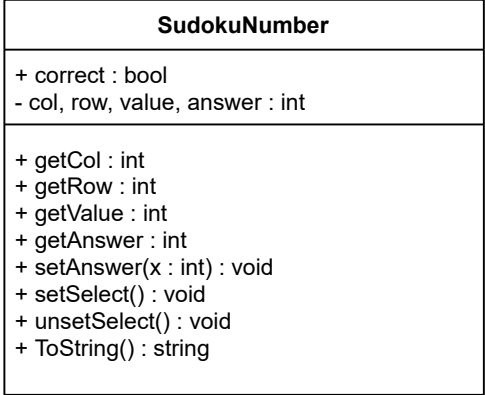 SudokuNumber
+ correct : bool
- col, row, value, answer : int
+ getCol : int
+ getRow : int
+ getValue : int
+ getAnswer : int
+ setAnswer(x : int) : void
+ setSelect() : void
+ unsetSelect() : void
+ ToString() : string